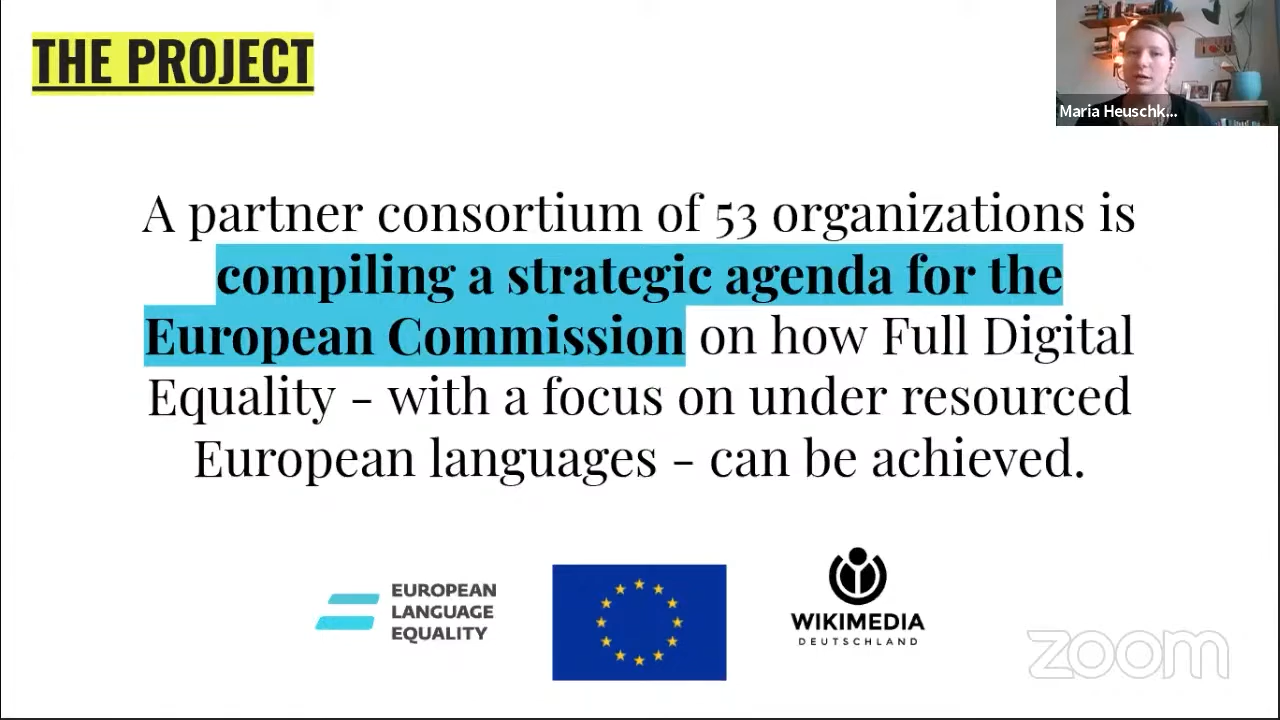 THE PROJECT
Maria Heuschk...
A partner consortium of 53 organizations is
compiling a strategic agenda for the
European Commission on how Full Digital
Equality - with a focus on under resourced
European languages - can be achieved.
EUROPEAN
LANGUAGE
EQUALITY
WIKIMEDIA
DEUTSCHLAND
zoom